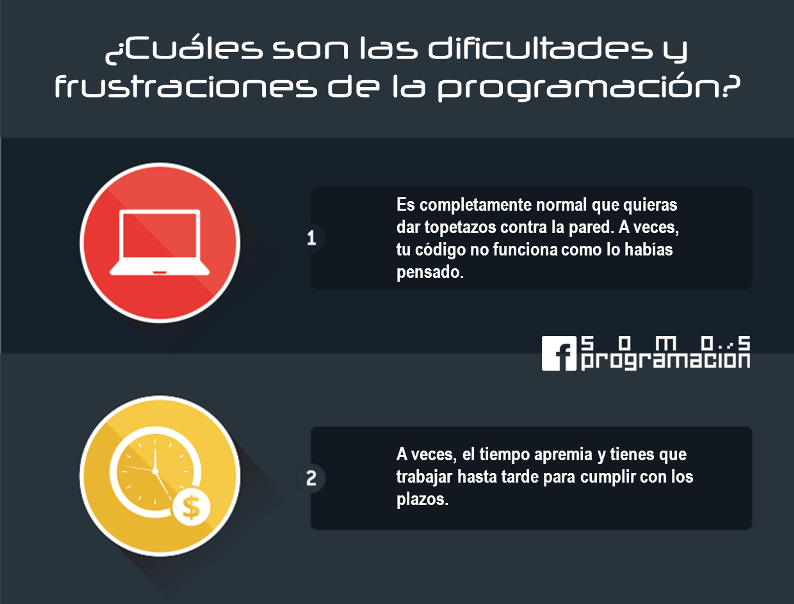 ¿Cuáles son las dificultades y
frustraciones de la programación?
1
Es completamente normal que quieras
dar topetazos contra la pared. A veces,
tu código no funciona como lo habías
pensado.
f
somos
programación
2
A veces, el tiempo apremia y tienes que
trabajar hasta tarde para cumplir con los
plazos.
$